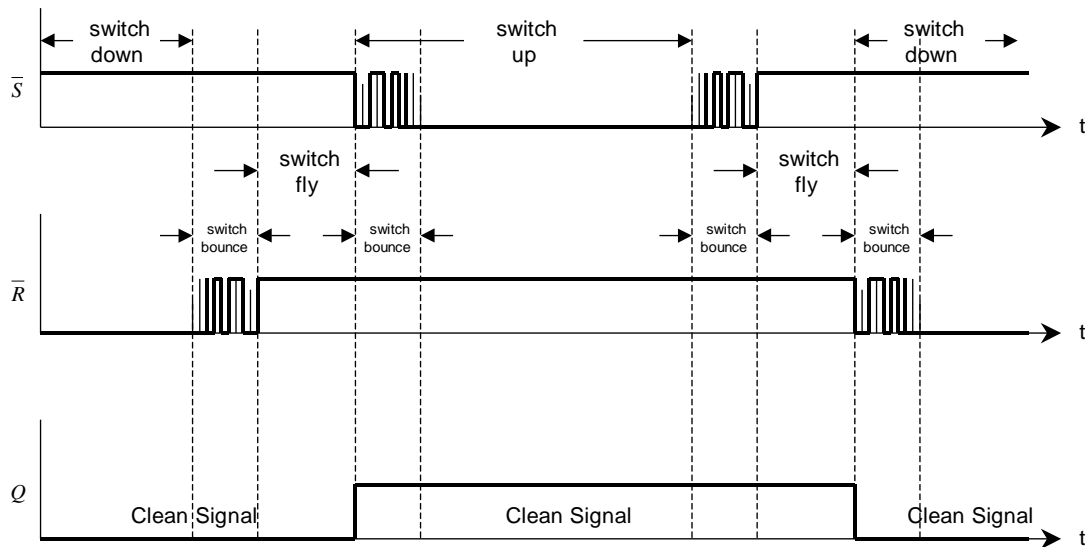 switch down
switch up
switch down
S̅
t
switch fly
switch fly
switch bounce
switch bounce
switch bounce
switch bounce
R̅
t
Q
Clean Signal
Clean Signal
Clean Signal
t